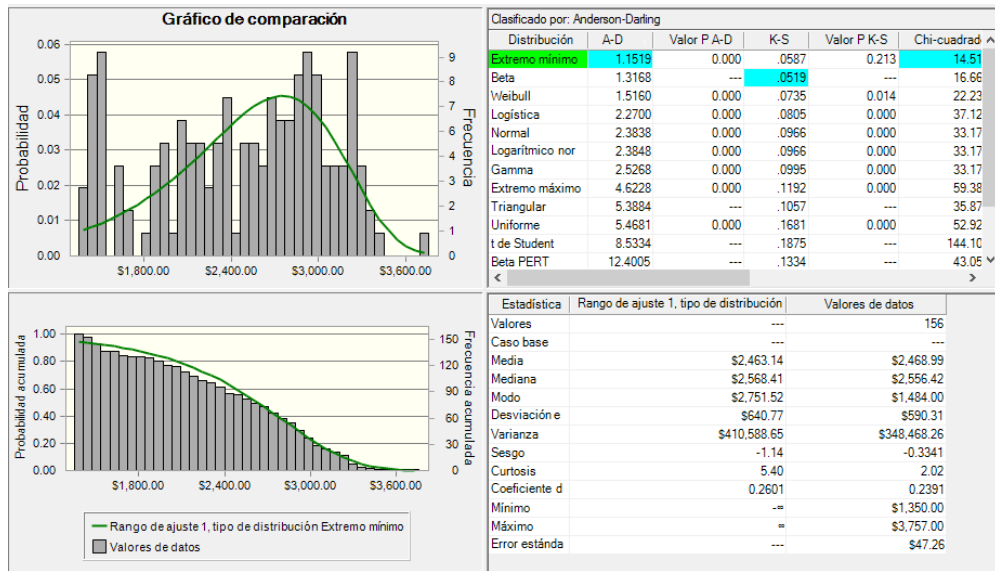 Gráfico de comparación
0.06
0.05
0.04
0.03
0.02
0.01
0.00
Probabilidad
9
8
7
6
5
4
3
2
1
0
Frecuencia
$1,800.00 $2,400.00 $3,000.00 $3,600.00
Clasificado por: Anderson-Darling
Distribución A-D Valor P A-D K-S Valor P K-S Chi-cuadrad
Extremo mínimo 1.1519 0.000 .0587 0.213 14.51
Beta 1.3168 --- .0519 --- 16.66
Weibull 1.5160 0.000 .0735 0.014 22.23
Logística 2.2700 0.000 .0805 0.000 37.12
Normal 2.3838 0.000 .0966 0.000 33.17
Logarítmico nor 2.3848 0.000 .0966 0.000 33.17
Gamma 2.5268 0.000 .0995 0.000 33.17
Extremo máximo 4.6228 0.000 .1192 0.000 59.38
Triangular 5.3884 --- .1057 --- 35.87
Uniforme 5.4681 0.000 .1681 0.000 52.92
t de Student 8.5334 --- .1875 --- 144.10
Beta PERT 12.4005 --- .1334 --- 43.05
1.00
0.80
0.60
0.40
0.20
0.00
Probabilidad acumulada
150
120
90
60
30
0
Frecuencia acumulada
$1,800.00 $2,400.00 $3,000.00 $3,600.00
Rango de ajuste 1, tipo de distribución Extremo mínimo
Valores de datos
Estadística Rango de ajuste 1, tipo de distribución Valores de datos
Valores --- 156
Caso base --- ---
Media $2,463.14 $2,468.99
Mediana $2,568.41 $2,556.42
Modo $2,751.52 $1,484.00
Desviación e $640.77 $590.31
Varianza $410,588.65 $348,468.26
Sesgo -1.14 -0.3341
Curtosis 5.40 2.02
Coeficiente d 0.2601 0.2391
Mínimo -∞ $1,350.00
Máximo ∞ $3,757.00
Error estánda --- $47.26